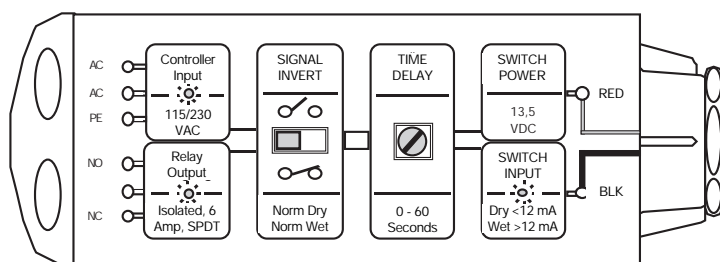 AC
AC
PE
NO
NC
Controller
Input
115/230
VAC
Relay
Output
Isolated, 6
Amp, SPDT
SIGNAL
INVERT
Norm Dry
Norm Wet
TIME
DELAY
0 - 60
Seconds
SWITCH
POWER
13,5
VDC
SWITCH
INPUT
Dry <12 mA
Wet >12 mA
RED
BLK